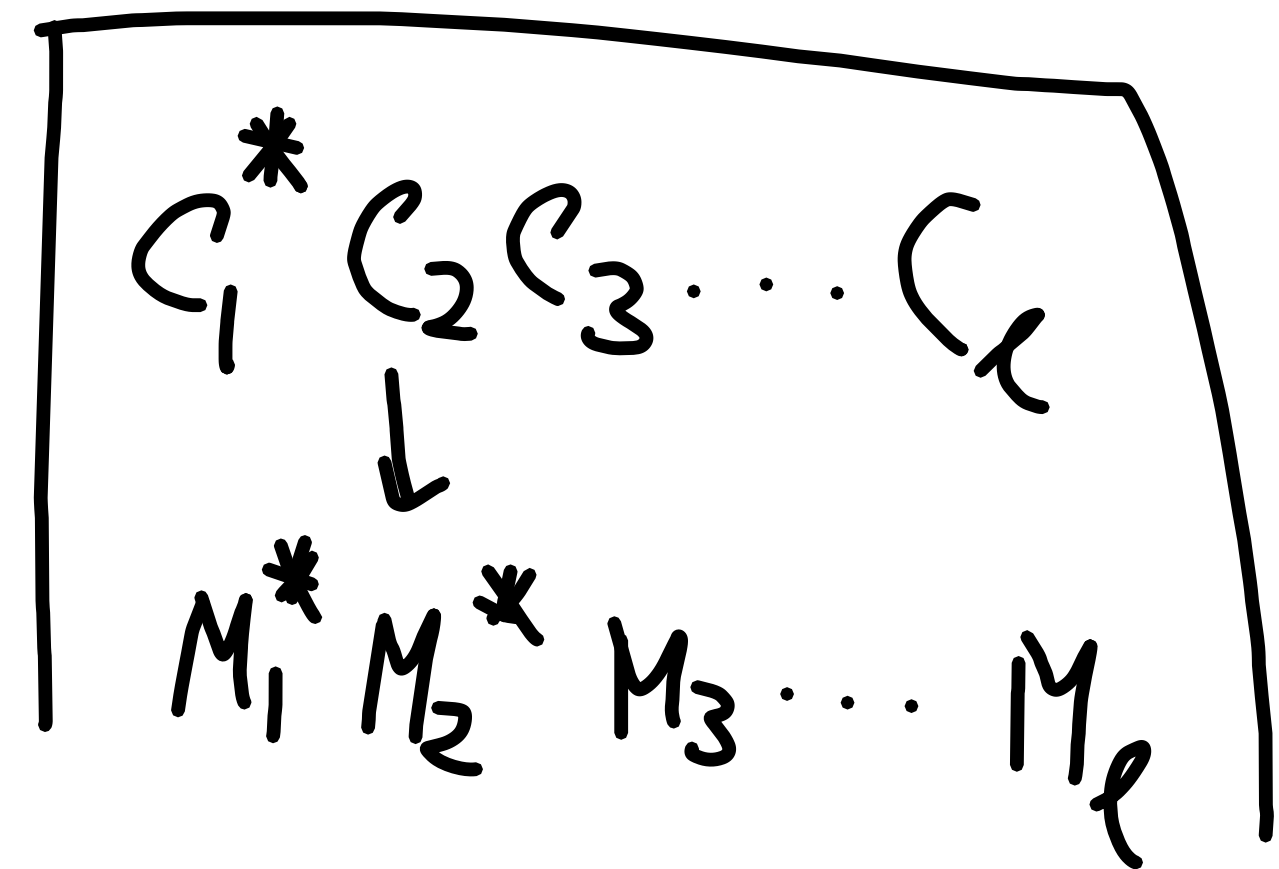 C₁* C₂ C₃ . . . Cℓ
↓
M₁* M₂* M₃ . . . Mℓ